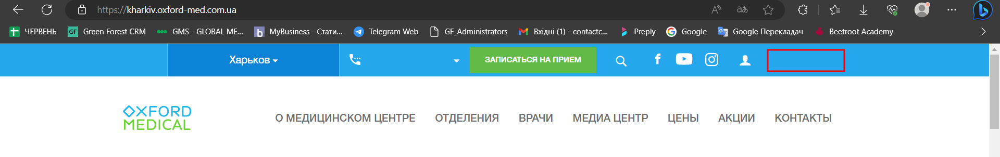 https://kharkiv.oxford-med.com.ua
ЧЕРВЕНЬ GF Green Forest CRM GMS - GLOBAL ME... b MyBusiness - Стати... Telegram Web GF_Administrators Вхідні (1) - contactc... Preply Google Google Перекладач Beetroot Academy
Харьков ЗАПИСАТЬСЯ НА ПРИЕМ
OXFORD
MEDICAL
О МЕДИЦИНСКОМ ЦЕНТРЕ ОТДЕЛЕНИЯ ВРАЧИ МЕДИА ЦЕНТР ЦЕНЫ АКЦИИ КОНТАКТЫ